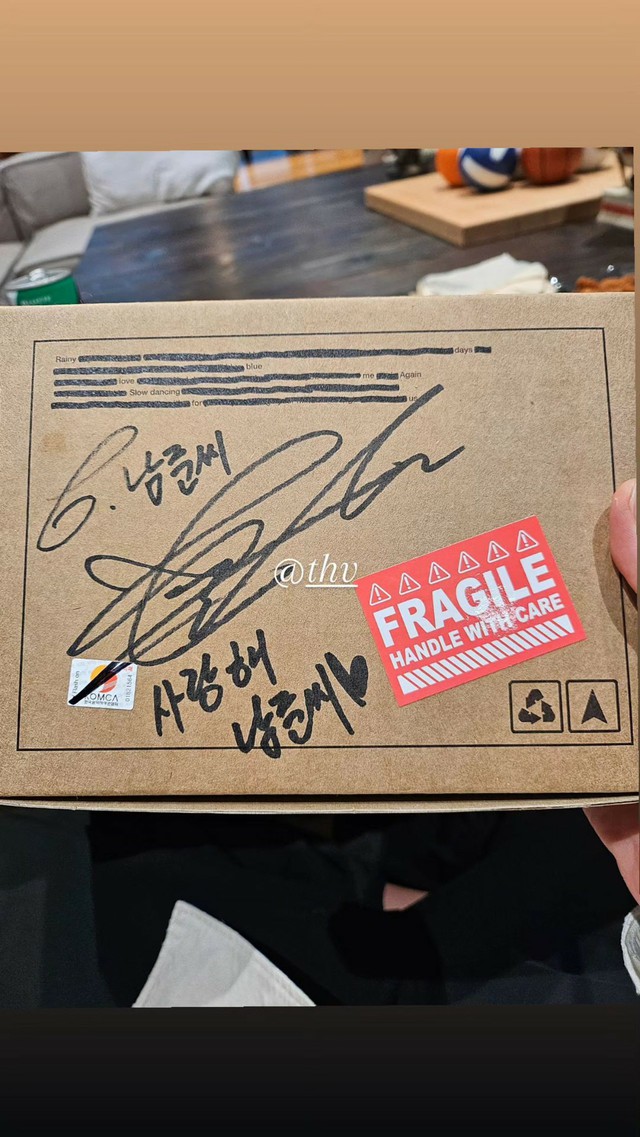 Rainy days
blue
love me Again
Slow dancing
for us
To. 남준씨
@thv
FRAGILE
HANDLE WITH CARE
KOMCA
사랑해
남준씨♥